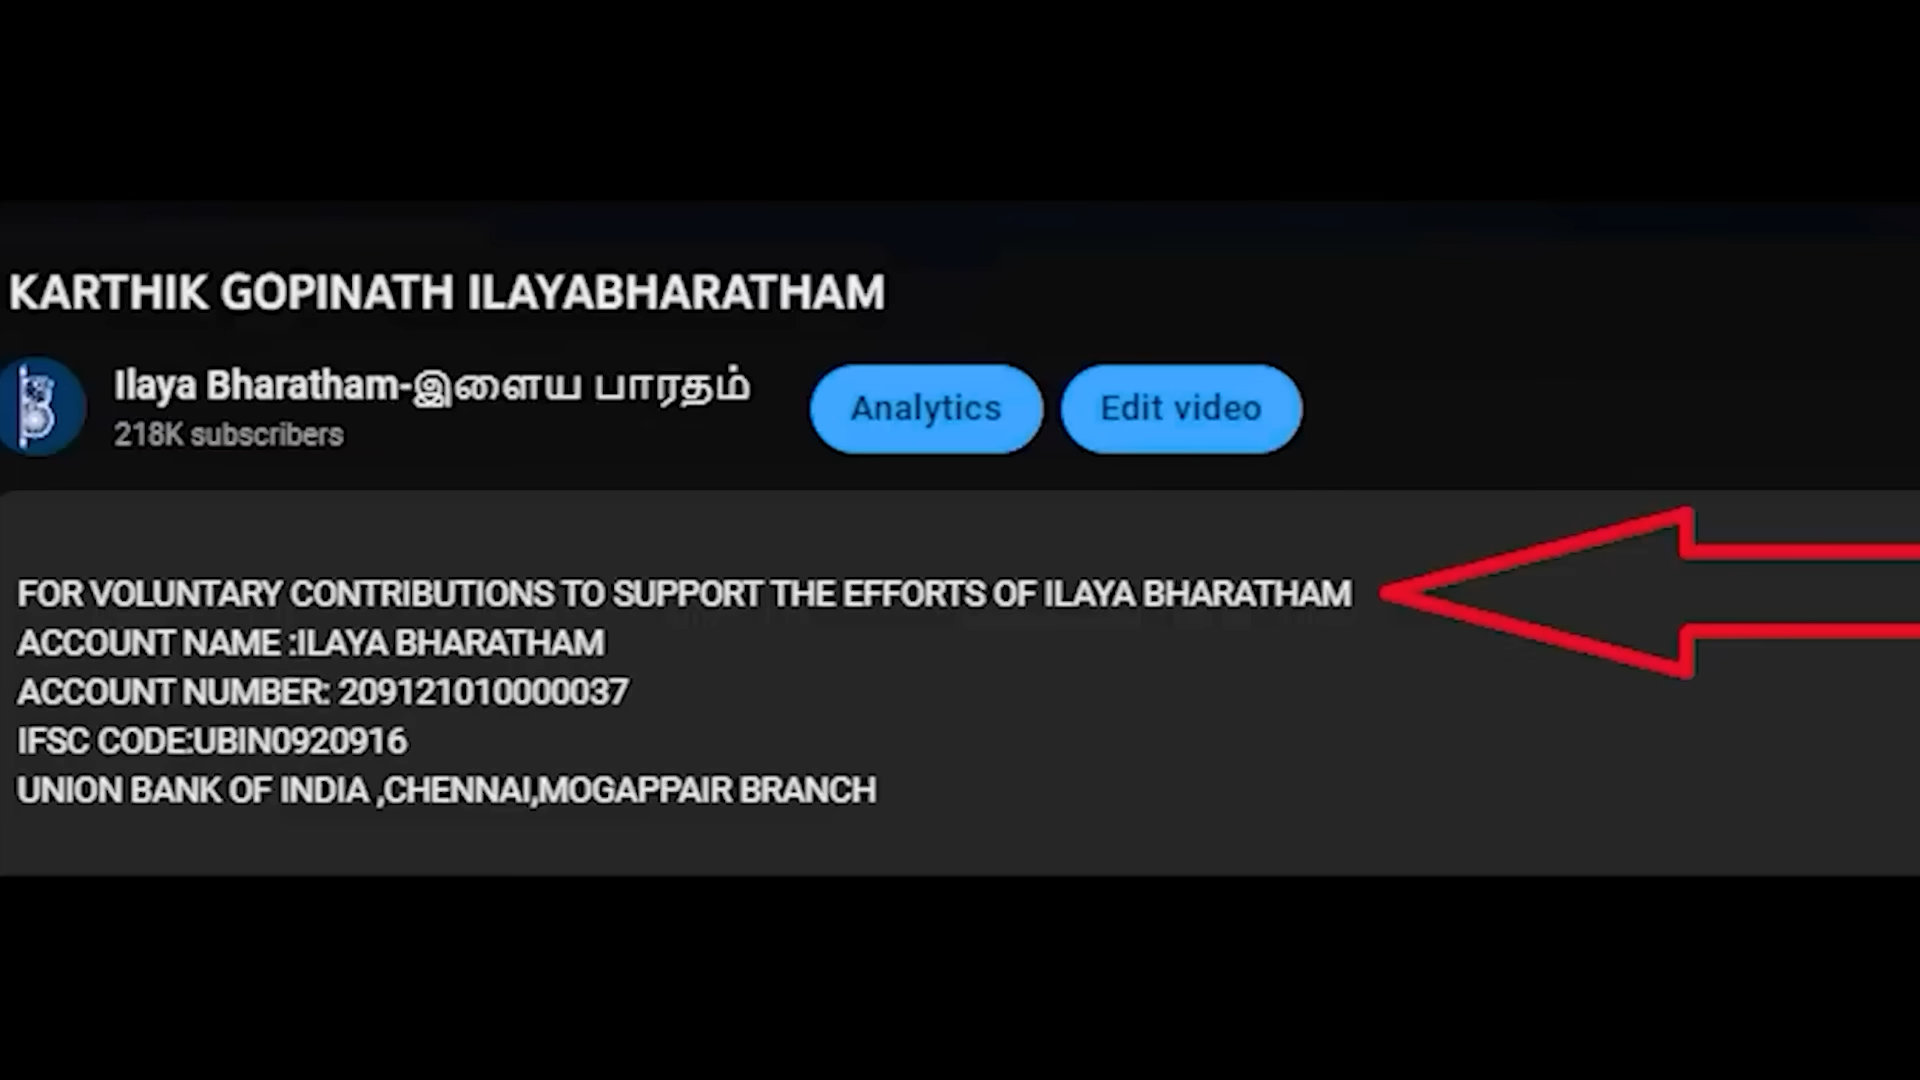 KARTHIK GOPINATH ILAYABHARATHAM
Ilaya Bharatham-இளைய பாரதம்
218K subscribers
Analytics
Edit video
FOR VOLUNTARY CONTRIBUTIONS TO SUPPORT THE EFFORTS OF ILAYA BHARATHAM
ACCOUNT NAME :ILAYA BHARATHAM
ACCOUNT NUMBER: 209121010000037
IFSC CODE:UBIN0920916
UNION BANK OF INDIA ,CHENNAI,MOGAPPAIR BRANCH